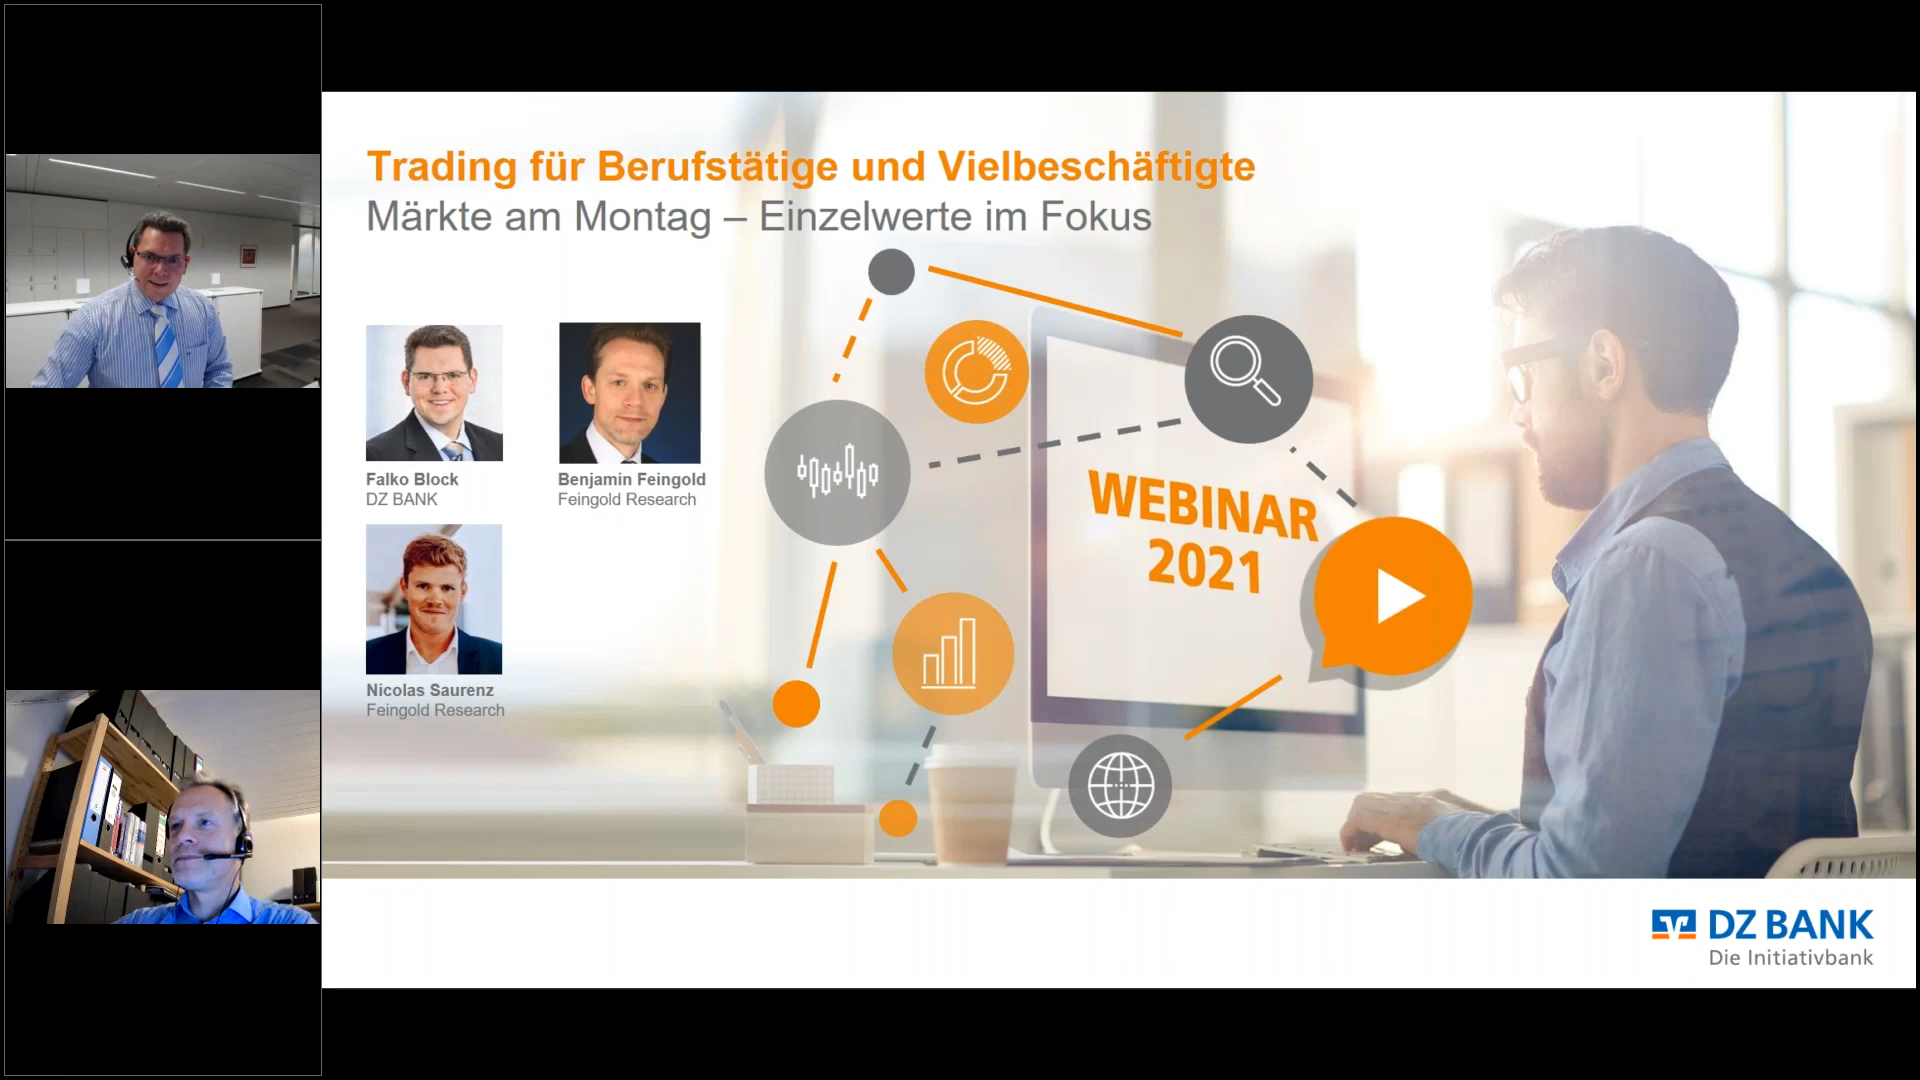 Trading für Berufstätige und Vielbeschäftigte
Märkte am Montag – Einzelwerte im Fokus
Falko Block
DZ BANK
Benjamin Feingold
Feingold Research
Nicolas Saurenz
Feingold Research
WEBINAR
2021
DZ BANK
Die Initiativbank